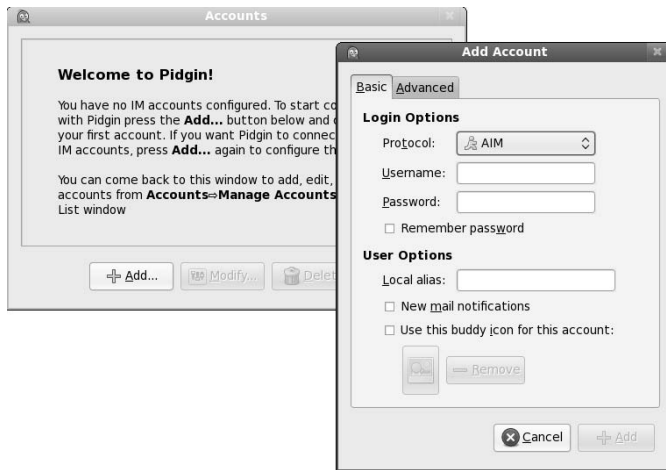 Accounts
Welcome to Pidgin!
You have no IM accounts configured. To start co
with Pidgin press the Add... button below and
your first account. If you want Pidgin to connec
IM accounts, press Add... again to configure th
You can come back to this window to add, edit,
accounts from Accounts⇨Manage Accounts
List window
Add...
Modify...
Delet
Add Account
Basic
Advanced
Login Options
Protocol:
AIM
Username:
Password:
Remember password
User Options
Local alias:
New mail notifications
Use this buddy icon for this account:
Remove
Cancel
Add